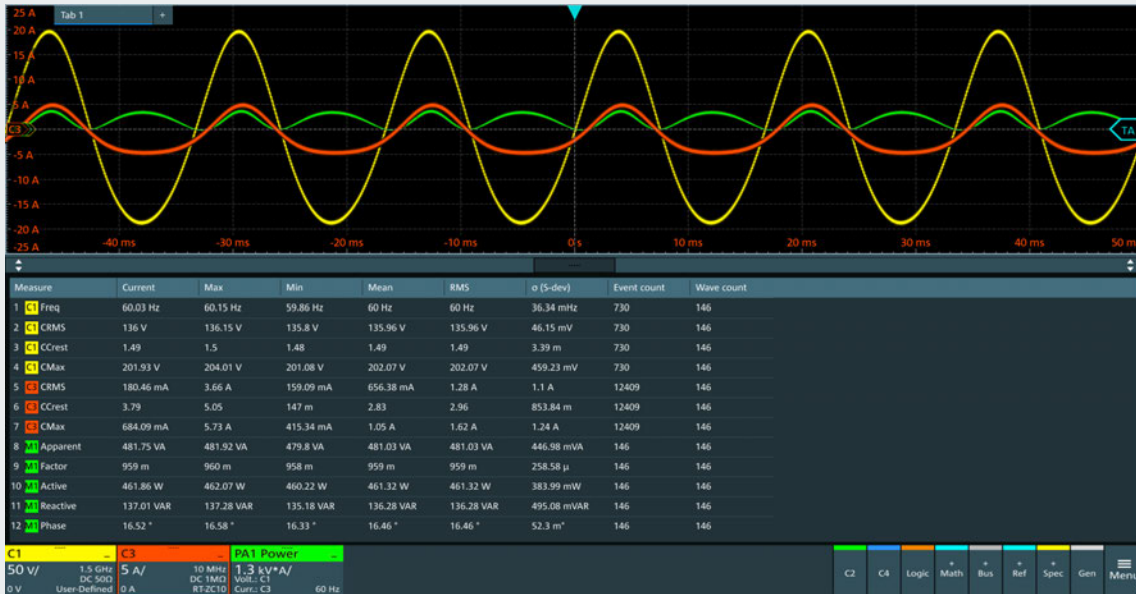 25 A
Tab 1 +
20 A
15 A
10 A
5 A
C3
TA
-5 A
-10 A
-15 A
-20 A
-25 A
-40 ms -30 ms -20 ms -10 ms 0 s 10 ms 20 ms 30 ms 40 ms 50 m
Measure Current Max Min Mean RMS σ (S-dev) Event count Wave count
1 C1 Freq 60.03 Hz 60.15 Hz 59.86 Hz 60 Hz 60 Hz 36.34 mHz 730 146
2 C1 CRMS 136 V 136.15 V 135.8 V 135.96 V 135.96 V 46.15 mV 730 146
3 C1 CCrest 1.49 1.5 1.48 1.49 1.49 3.39 m 730 146
4 C1 CMax 201.93 V 204.01 V 201.08 V 202.07 V 202.07 V 459.23 mV 730 146
5 C3 CRMS 180.46 mA 3.66 A 159.09 mA 656.38 mA 1.28 A 1.1 A 12409 146
6 C3 CCrest 3.79 5.05 147 m 2.83 2.96 853.84 m 12409 146
7 C3 CMax 684.09 mA 5.73 A 415.34 mA 1.05 A 1.62 A 1.24 A 12409 146
8 M1 Apparent 481.75 VA 481.92 VA 479.8 VA 481.03 VA 481.03 VA 446.98 mVA 146 146
9 M1 Factor 959 m 960 m 958 m 959 m 959 m 258.58 µ 146 146
10 M1 Active 461.86 W 462.07 W 460.22 W 461.32 W 461.32 W 383.99 mW 146 146
11 M1 Reactive 137.01 VAR 137.28 VAR 135.18 VAR 136.28 VAR 136.28 VAR 495.08 mVAR 146 146
12 M1 Phase 16.52 ° 16.58 ° 16.33 ° 16.46 ° 16.46 ° 52.3 m° 146 146
C1 C3 PA1 Power
50 V/ 1.5 GHz 5 A/ 10 MHz 1.3 kV*A/
DC 50Ω DC 1MΩ Volt.: C1
0 V User-Defined 0 A RT-ZC10 Curr.: C3 60 Hz
C2 C4 Logic + Math + Bus + Ref + Spec Gen Menu